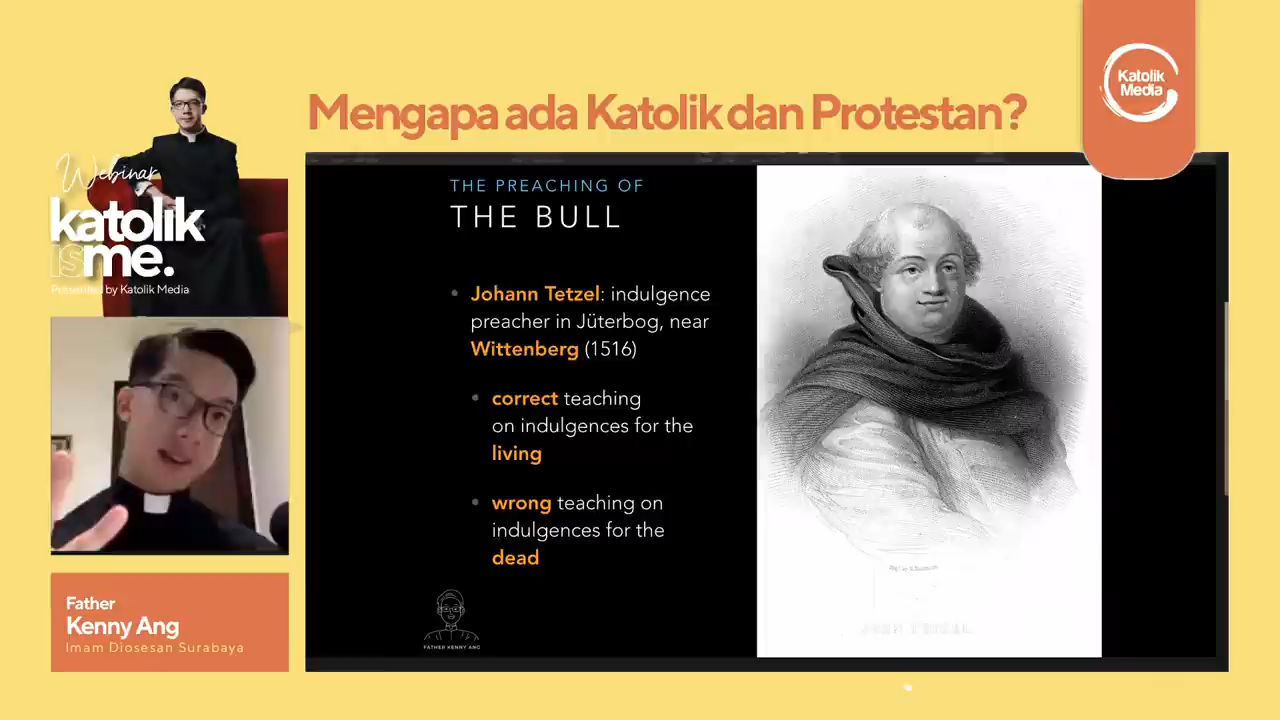 Mengapa ada Katolik dan Protestan?
Katolik
Media
Webinar
katolik
isme.
Presented by Katolik Media
THE PREACHING OF
THE BULL
Johann Tetzel: indulgence
preacher in Jüterbog, near
Wittenberg (1516)
correct teaching
on indulgences for the
living
wrong teaching on
indulgences for the
dead
FATHER KENNY ANG
Father
Kenny Ang
Imam Diosesan Surabaya